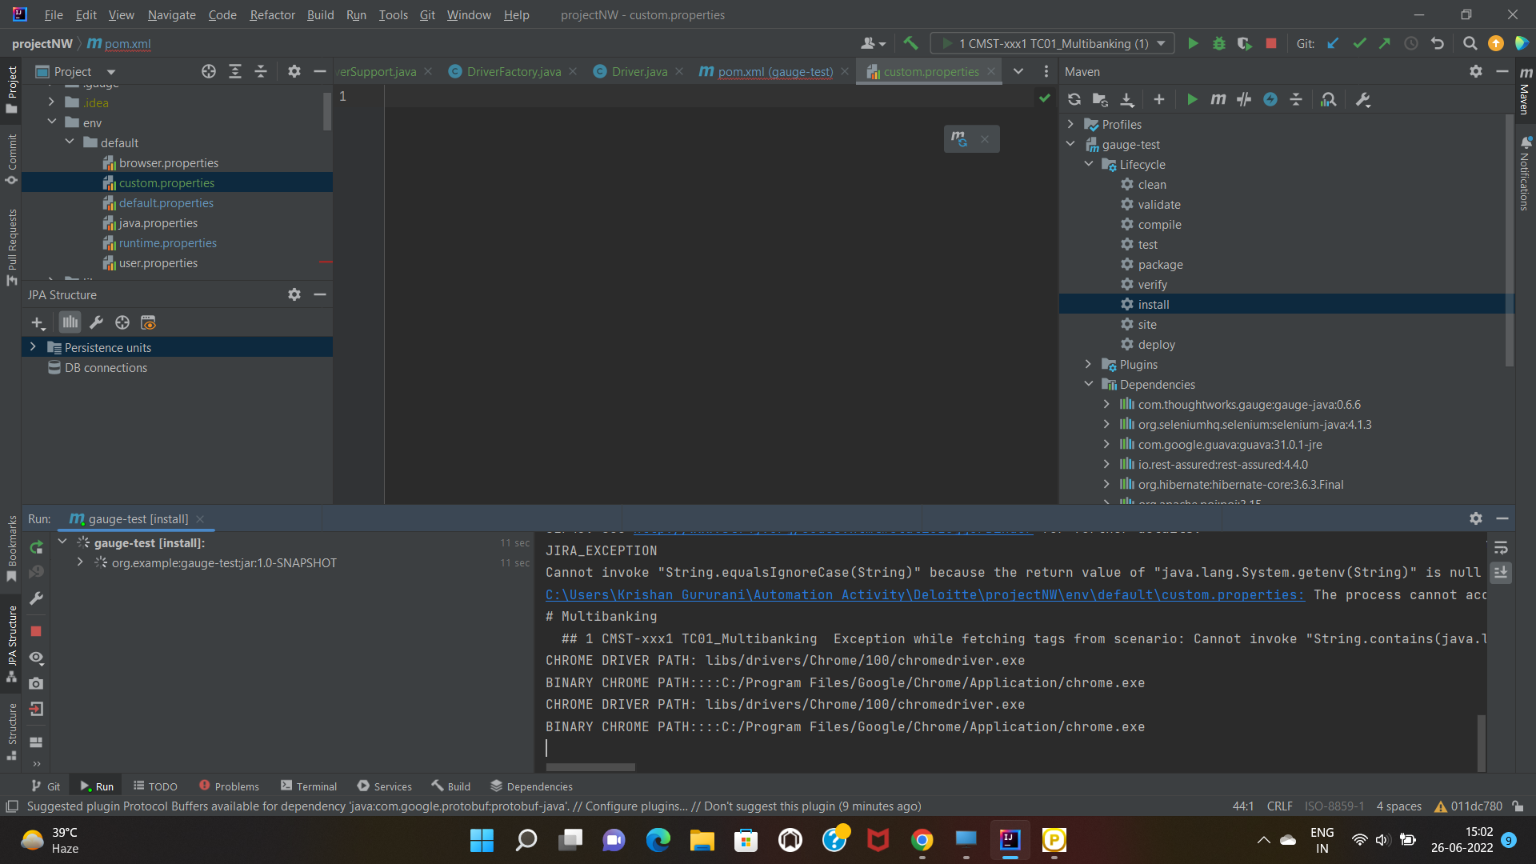 File Edit View Navigate Code Refactor Build Run Tools Git Window Help projectNW - custom.properties
projectNW pom.xml
1 CMST-xxx1 TC01_Multibanking (1) Git:
Project
verSupport.java DriverFactory.java Driver.java pom.xml (gauge-test) custom.properties
Maven
.idea
env
default
browser.properties
custom.properties
default.properties
java.properties
runtime.properties
user.properties
1
JPA Structure
Persistence units
DB connections
Profiles
gauge-test
Lifecycle
clean
validate
compile
test
package
verify
install
site
deploy
Plugins
Dependencies
com.thoughtworks.gauge:gauge-java:0.6.6
org.seleniumhq.selenium:selenium-java:4.1.3
com.google.guava:guava:31.0.1-jre
io.rest-assured:rest-assured:4.4.0
org.hibernate:hibernate-core:3.6.3.Final
Project
Commit
Pull Requests
Bookmarks
JPA Structure
Structure
Maven
Notifications
Run: gauge-test [install]
gauge-test [install]: 11 sec
org.example:gauge-test:jar:1.0-SNAPSHOT 11 sec
JIRA_EXCEPTION
Cannot invoke "String.equalsIgnoreCase(String)" because the return value of "java.lang.System.getenv(String)" is null
C:\Users\Krishan Gururani\Automation Activity\Deloitte\projectNW\env\default\custom.properties: The process cannot acc
# Multibanking
## 1 CMST-xxx1 TC01_Multibanking Exception while fetching tags from scenario: Cannot invoke "String.contains(java.l
CHROME DRIVER PATH: libs/drivers/Chrome/100/chromedriver.exe
BINARY CHROME PATH::::C:/Program Files/Google/Chrome/Application/chrome.exe
CHROME DRIVER PATH: libs/drivers/Chrome/100/chromedriver.exe
BINARY CHROME PATH::::C:/Program Files/Google/Chrome/Application/chrome.exe
Git Run TODO Problems Terminal Services Build Dependencies
Suggested plugin Protocol Buffers available for dependency 'java:com.google.protobuf:protobuf-java'. // Configure plugins... // Don't suggest this plugin (9 minutes ago) 44:1 CRLF ISO-8859-1 4 spaces 011dc780
39°C
Haze
ENG
IN
15:02
26-06-2022
9